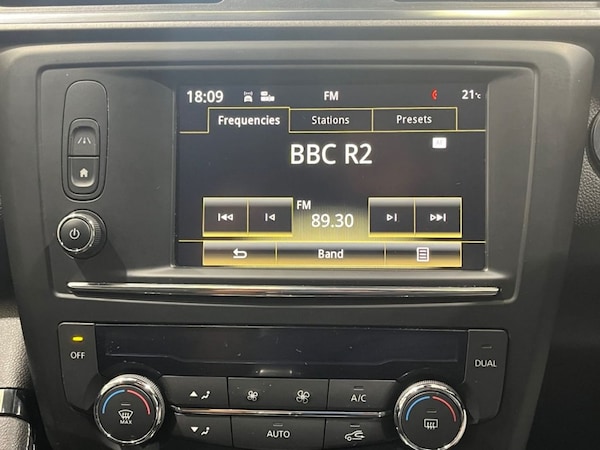 18:09 FM 21°C
Frequencies Stations Presets
BBC R2
AF
FM
89.30
Band
OFF
DUAL
A/C
MAX
AUTO